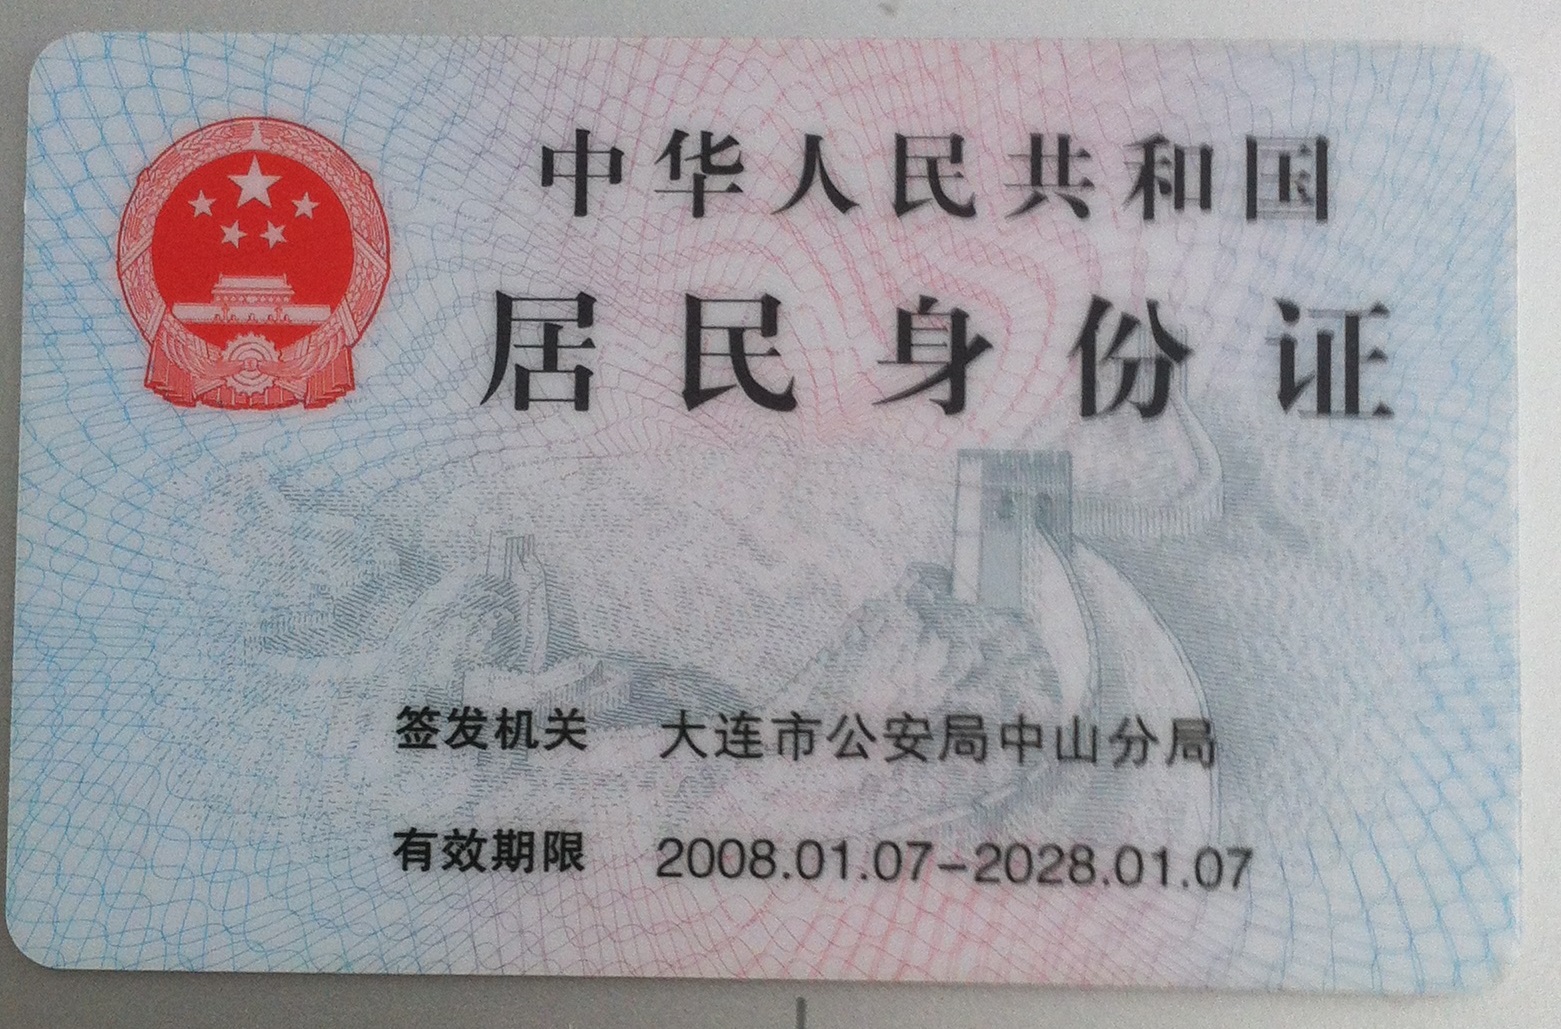 中华人民共和国
居民身份证
签发机关 大连市公安局中山分局
有效期限 2008.01.07-2028.01.07